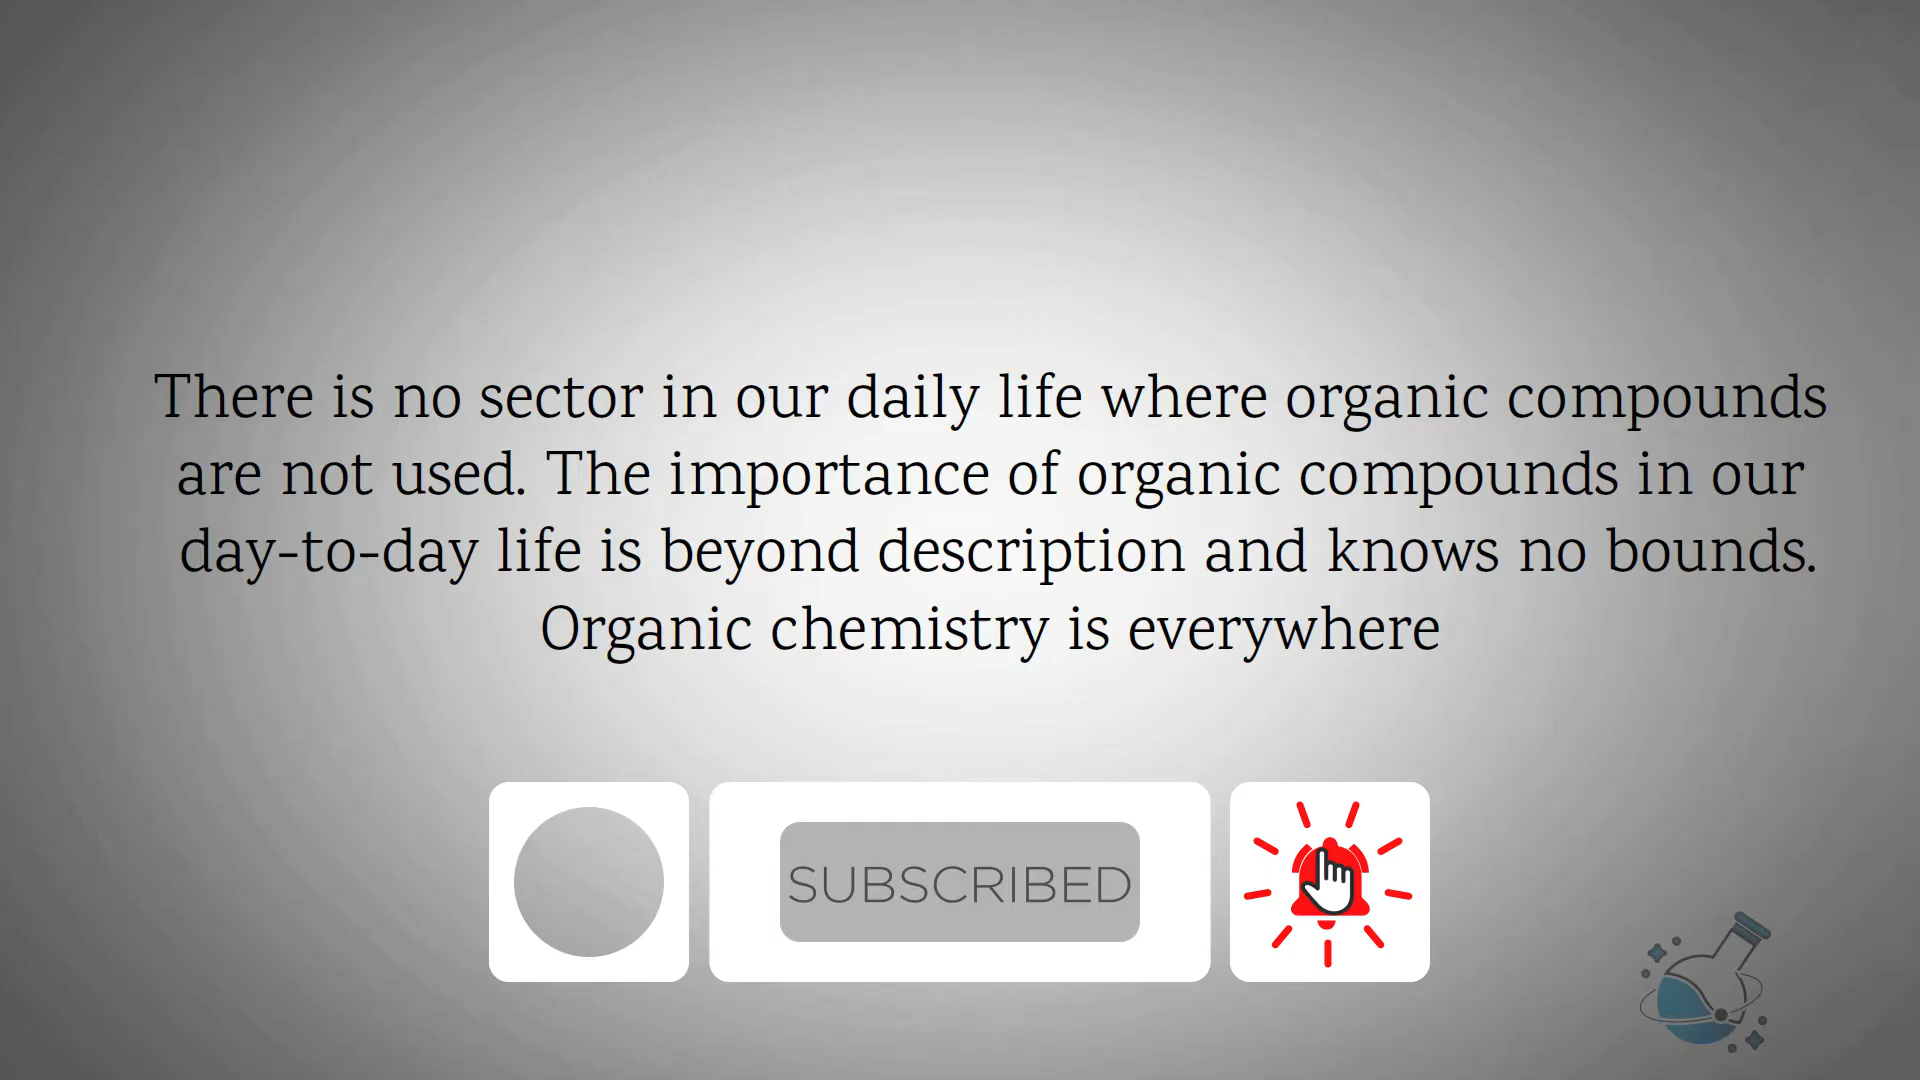 There is no sector in our daily life where organic compounds
are not used. The importance of organic compounds in our
day-to-day life is beyond description and knows no bounds.
Organic chemistry is everywhere
SUBSCRIBED